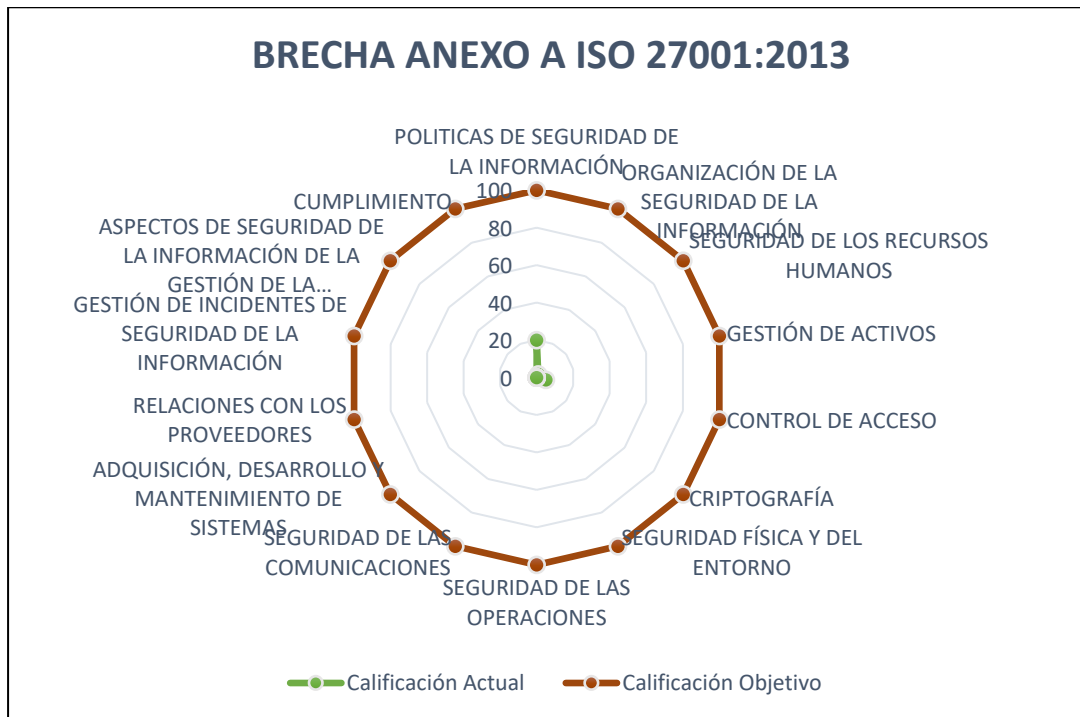 BRECHA ANEXO A ISO 27001:2013
POLITICAS DE SEGURIDAD DE
LA INFORMACIÓN
ORGANIZACIÓN DE LA
SEGURIDAD DE LA
INFORMACIÓN
SEGURIDAD DE LOS RECURSOS
HUMANOS
GESTIÓN DE ACTIVOS
CONTROL DE ACCESO
CRIPTOGRAFÍA
SEGURIDAD FÍSICA Y DEL
ENTORNO
SEGURIDAD DE LAS
OPERACIONES
SEGURIDAD DE LAS
COMUNICACIONES
ADQUISICIÓN, DESARROLLO Y
MANTENIMIENTO DE
SISTEMAS
RELACIONES CON LOS
PROVEEDORES
GESTIÓN DE INCIDENTES DE
SEGURIDAD DE LA
INFORMACIÓN
ASPECTOS DE SEGURIDAD DE
LA INFORMACIÓN DE LA
GESTIÓN DE LA...
CUMPLIMIENTO
100
80
60
40
20
0
Calificación Actual
Calificación Objetivo